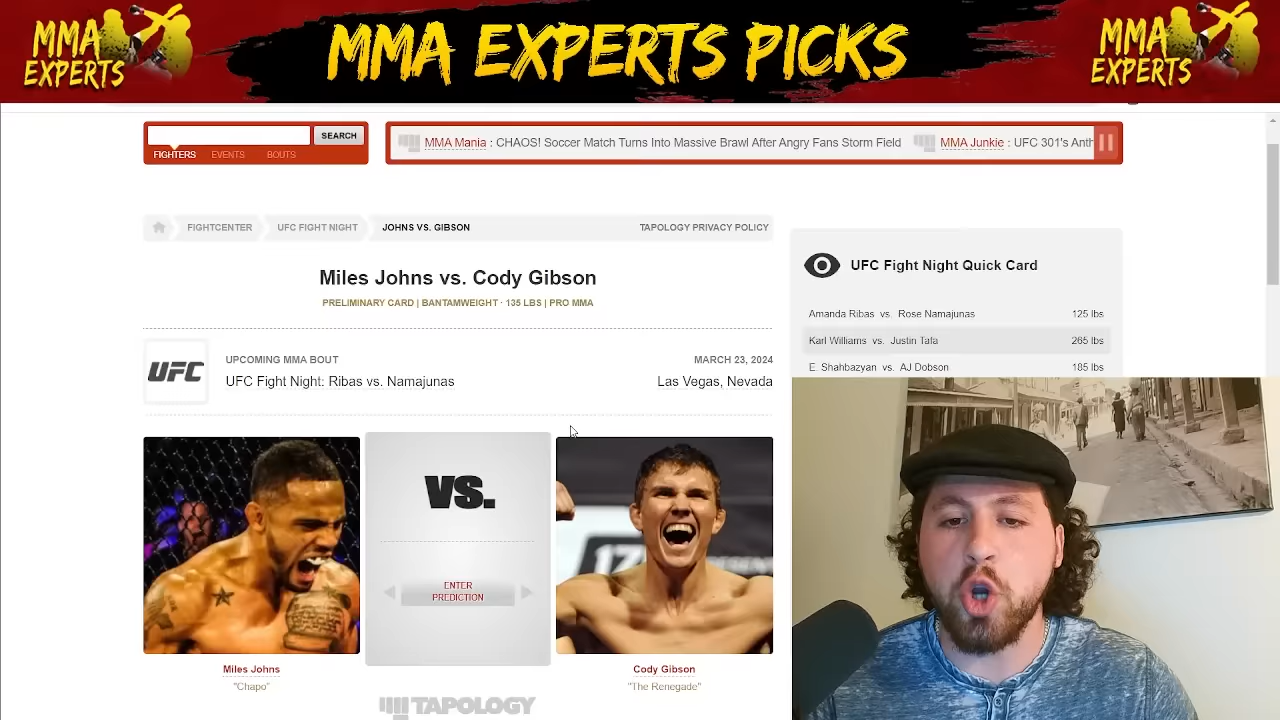 MMA
EXPERTS
MMA EXPERTS PICKS
MMA
EXPERTS
SEARCH
FIGHTERS EVENTS BOUTS
MMA Mania : CHAOS! Soccer Match Turns Into Massive Brawl After Angry Fans Storm Field
MMA Junkie : UFC 301's Anth
FIGHTCENTER UFC FIGHT NIGHT JOHNS VS. GIBSON TAPOLOGY PRIVACY POLICY
Miles Johns vs. Cody Gibson
PRELIMINARY CARD | BANTAMWEIGHT · 135 LBS | PRO MMA
UFC
UPCOMING MMA BOUT MARCH 23, 2024
UFC Fight Night: Ribas vs. Namajunas Las Vegas, Nevada
VS.
ENTER
PREDICTION
Miles Johns
"Chapo"
Cody Gibson
"The Renegade"
TAPOLOGY
UFC Fight Night Quick Card
Amanda Ribas vs. Rose Namajunas 125 lbs
Karl Williams vs. Justin Tafa 265 lbs
E Shahbazyan vs. AJ Dobson 185 lbs